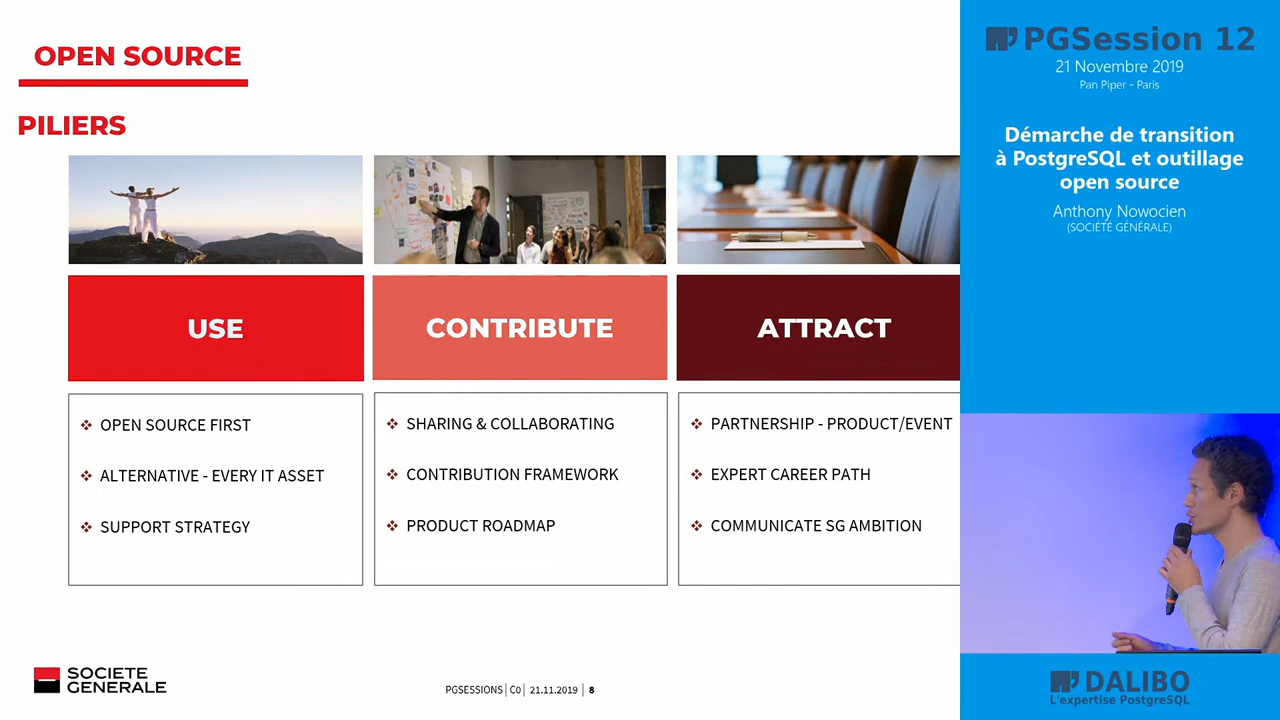 OPEN SOURCE
PILIERS
USE
CONTRIBUTE
ATTRACT
OPEN SOURCE FIRST
ALTERNATIVE - EVERY IT ASSET
SUPPORT STRATEGY
SHARING & COLLABORATING
CONTRIBUTION FRAMEWORK
PRODUCT ROADMAP
PARTNERSHIP - PRODUCT/EVENT
EXPERT CAREER PATH
COMMUNICATE SG AMBITION
SOCIETE
GENERALE
PGSESSIONS | C0 | 21.11.2019 | 8
PGSession 12
21 Novembre 2019
Pan Piper - Paris
Démarche de transition
à PostgreSQL et outillage
open source
Anthony Nowocien
(SOCIÉTÉ GÉNÉRALE)
DALIBO
L'expertise PostgreSQL